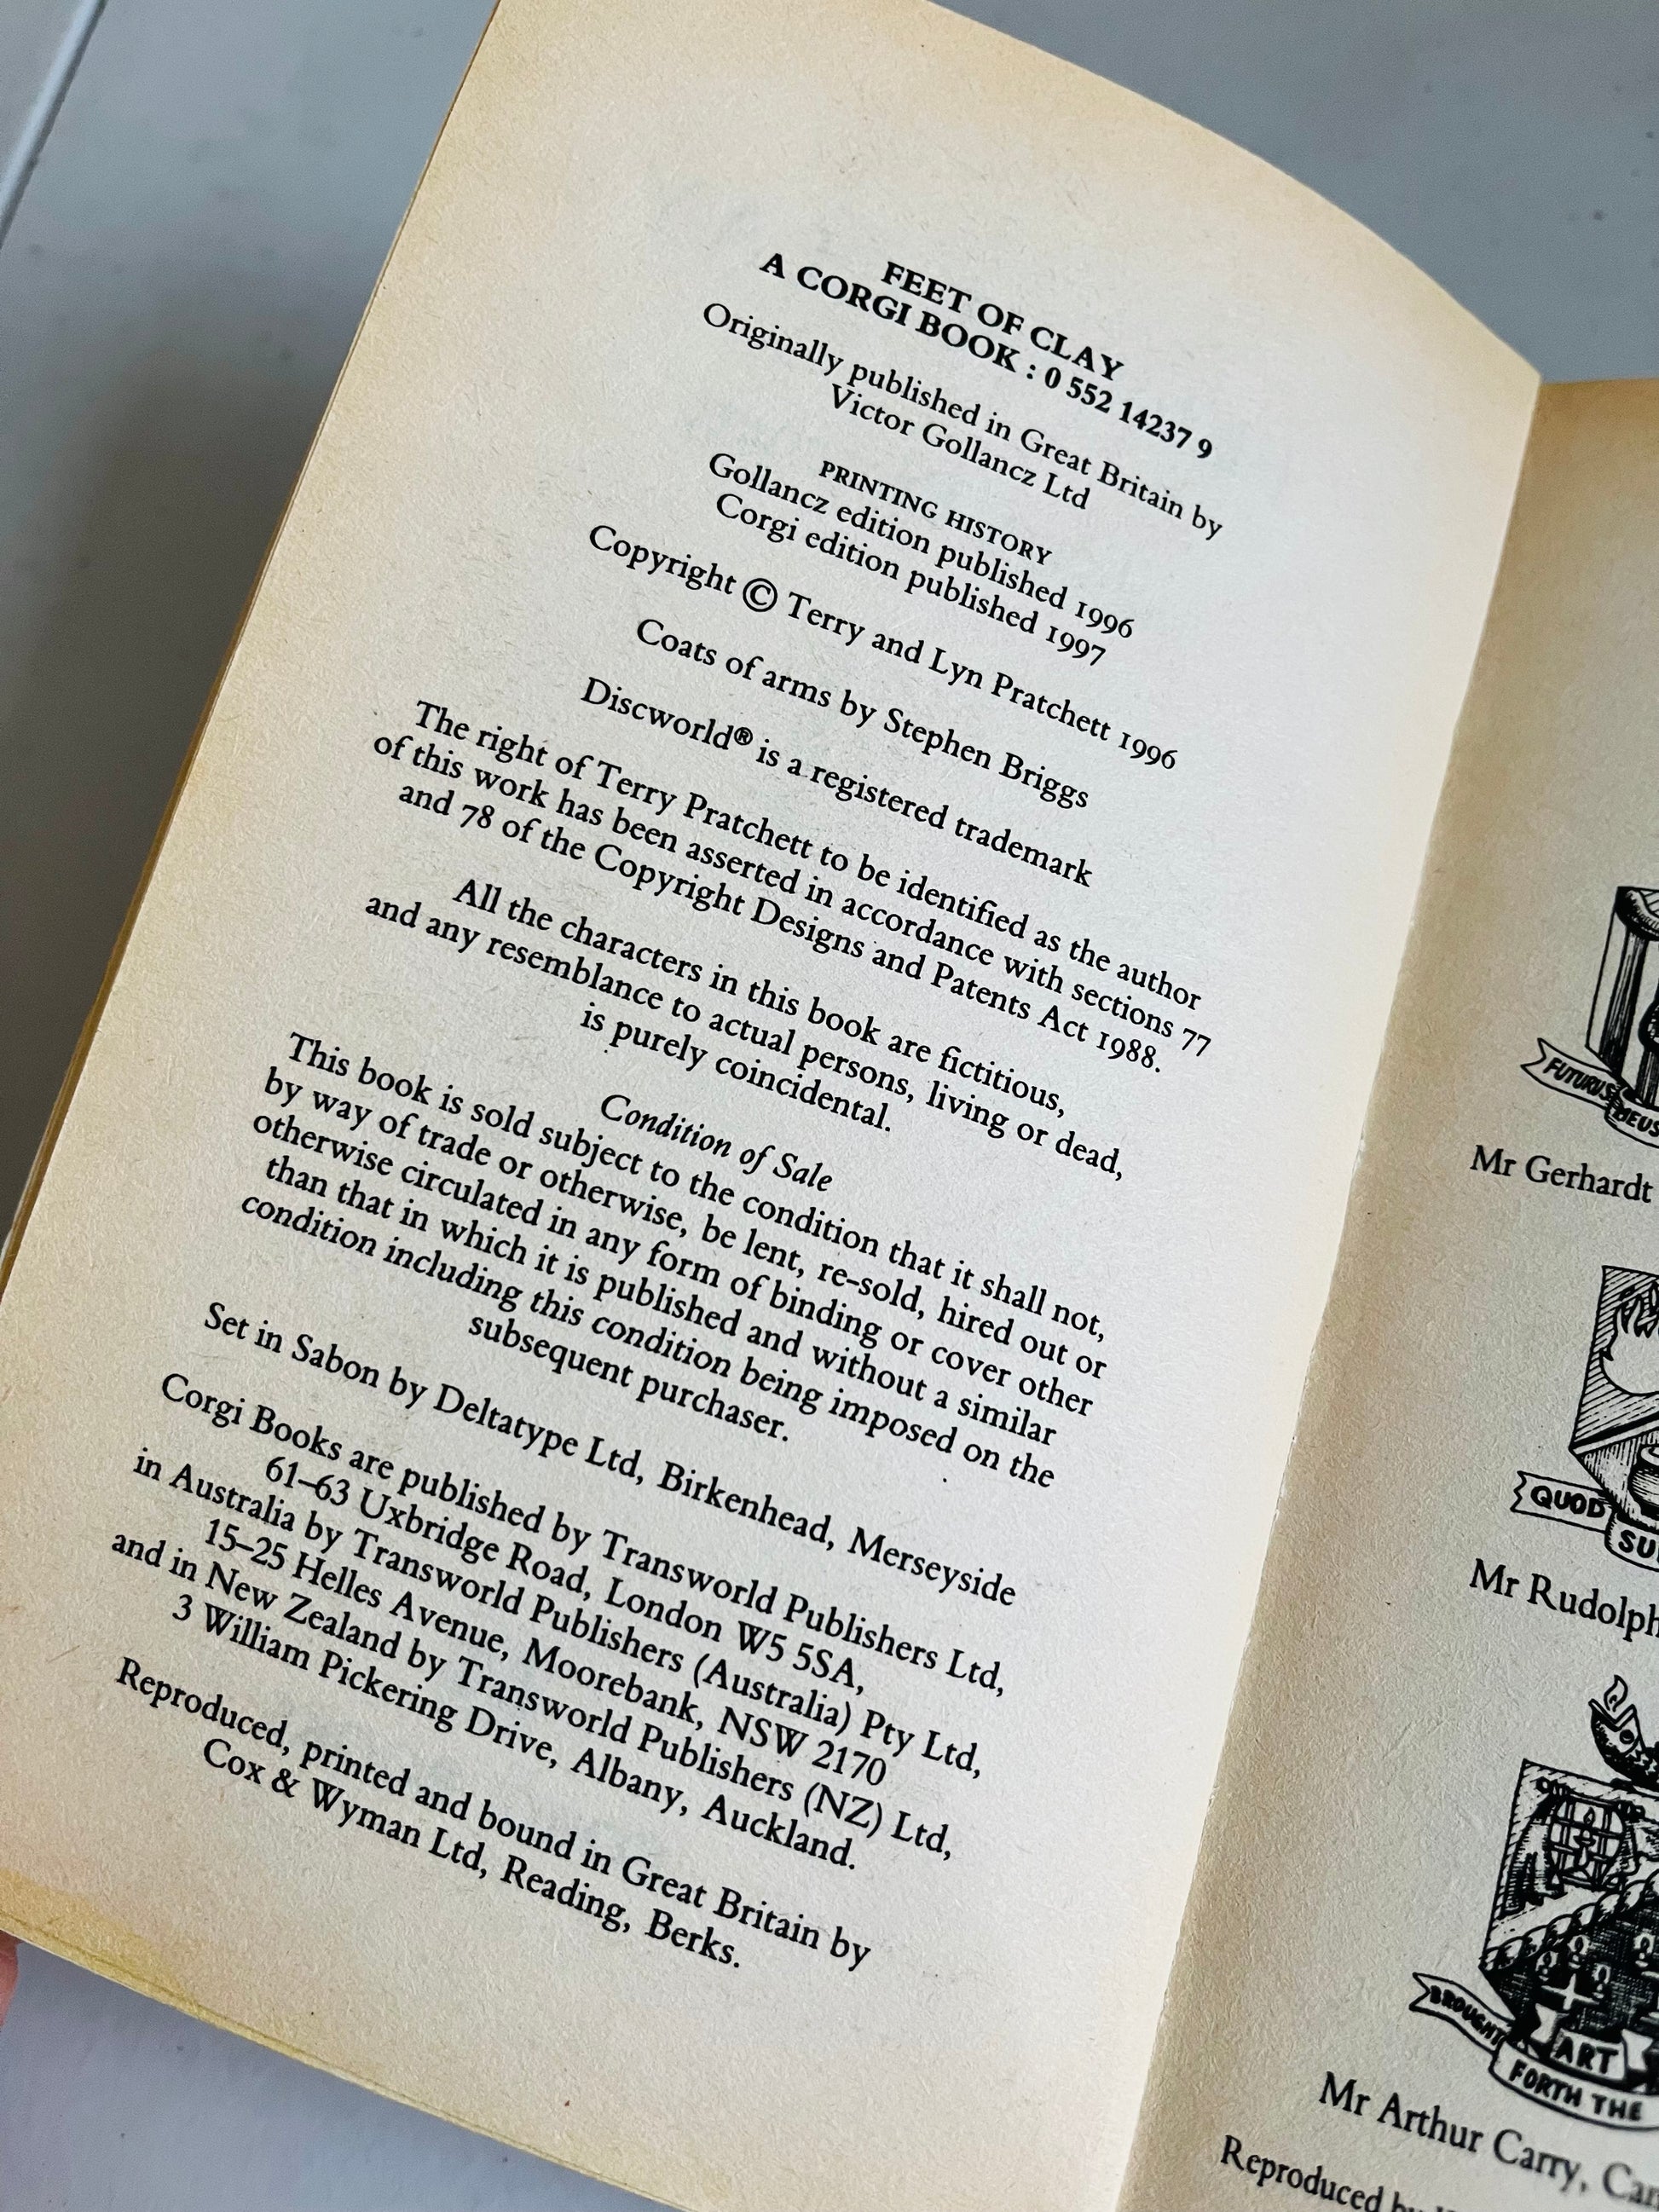 FEET OF CLAY
A CORGI BOOK : 0 552 14237 9
Originally published in Great Britain by
Victor Gollancz Ltd
PRINTING HISTORY
Gollancz edition published 1996
Corgi edition published 1997
Copyright © Terry and Lyn Pratchett 1996
Coats of arms by Stephen Briggs
Discworld® is a registered trademark
The right of Terry Pratchett to be identified as the author
of this work has been asserted in accordance with sections 77
and 78 of the Copyright Designs and Patents Act 1988.
All the characters in this book are fictitious,
and any resemblance to actual persons, living or dead,
is purely coincidental.
Condition of Sale
This book is sold subject to the condition that it shall not,
by way of trade or otherwise, be lent, re-sold, hired out or
otherwise circulated in any form of binding or cover other
than that in which it is published and without a similar
condition including this condition being imposed on the
subsequent purchaser.
Set in Sabon by Deltatype Ltd, Birkenhead, Merseyside
Corgi Books are published by Transworld Publishers Ltd,
61–63 Uxbridge Road, London W5 5SA,
in Australia by Transworld Publishers (Australia) Pty Ltd,
15–25 Helles Avenue, Moorebank, NSW 2170
and in New Zealand by Transworld Publishers (NZ) Ltd,
3 William Pickering Drive, Albany, Auckland.
Reproduced, printed and bound in Great Britain by
Cox & Wyman Ltd, Reading, Berks.
FUTURUS MEUS
Mr Gerhardt
QUOD
SU
Mr Rudolph
BROUGHT
ART
FORTH THE
Mr Arthur Carry, Ca
Reproduced by